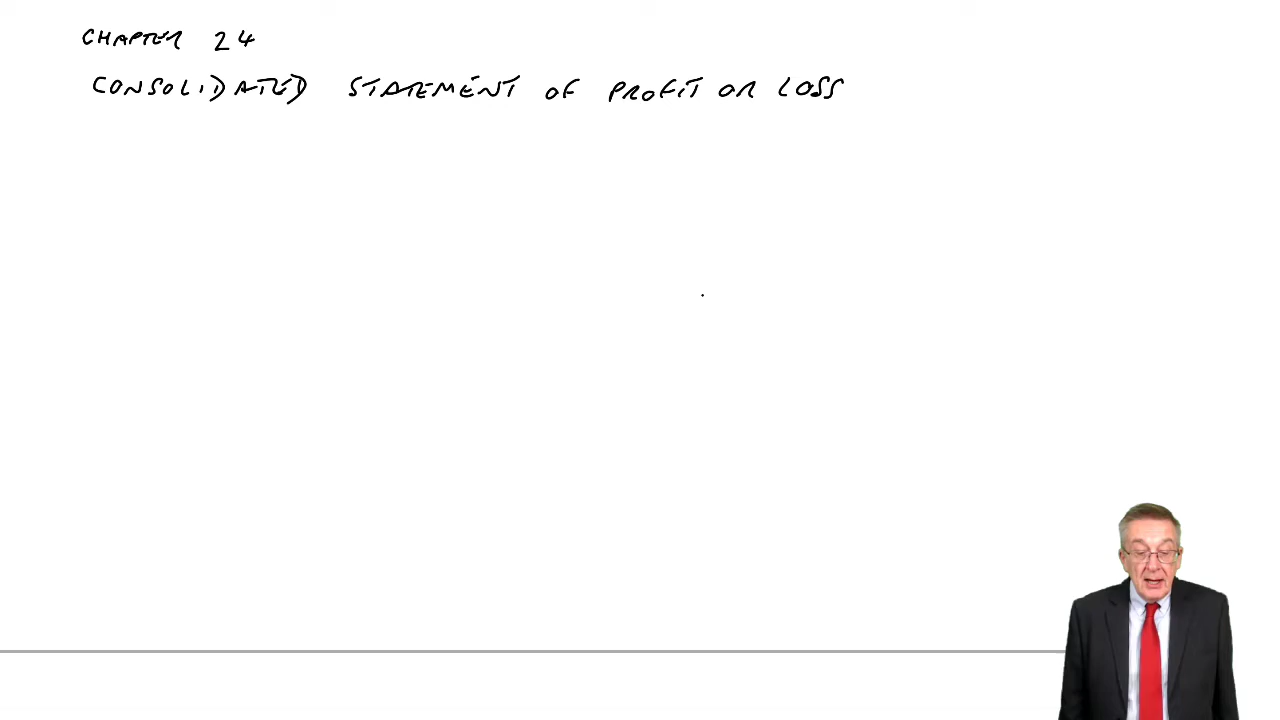 CHAPTER 24
CONSOLIDATED STATEMENT OF PROFIT OR LOSS